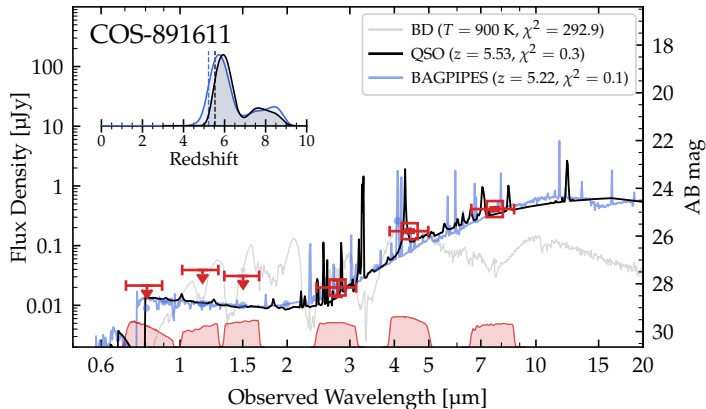 COS-891611
BD (T = 900 K, χ² = 292.9)
QSO (z = 5.53, χ² = 0.3)
BAGPIPES (z = 5.22, χ² = 0.1)
0 2 4 6 8 10
Redshift
100
10
1
0.1
0.01
Flux Density [μJy]
18
20
22
24
26
28
30
AB mag
0.6 1 1.5 2 3 4 5 7 10 20
Observed Wavelength [μm]